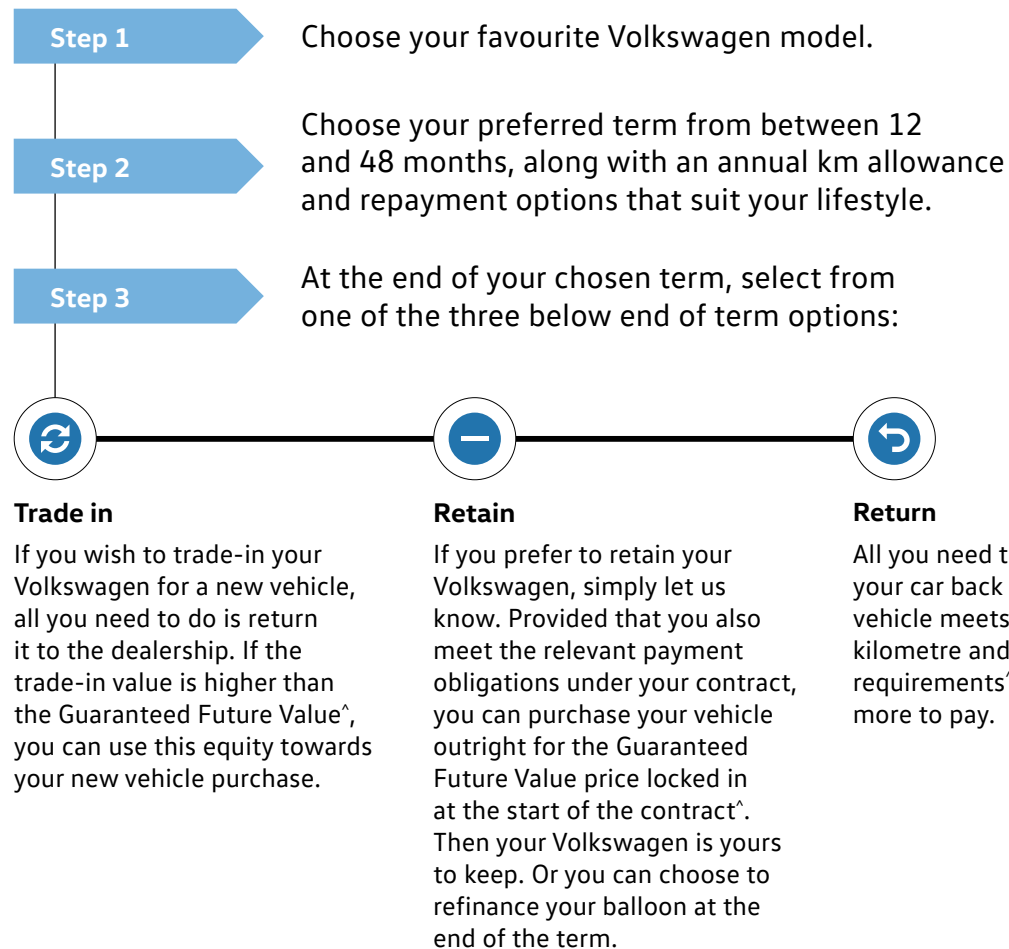 Step 1
Choose your favourite Volkswagen model.
Step 2
Choose your preferred term from between 12
and 48 months, along with an annual km allowance
and repayment options that suit your lifestyle.
Step 3
At the end of your chosen term, select from
one of the three below end of term options:
Trade in
If you wish to trade-in your
Volkswagen for a new vehicle,
all you need to do is return
it to the dealership. If the
trade-in value is higher than
the Guaranteed Future Value^,
you can use this equity towards
your new vehicle purchase.
Retain
If you prefer to retain your
Volkswagen, simply let us
know. Provided that you also
meet the relevant payment
obligations under your contract,
you can purchase your vehicle
outright for the Guaranteed
Future Value price locked in
at the start of the contract^.
Then your Volkswagen is yours
to keep. Or you can choose to
refinance your balloon at the
end of the term.
Return
All you need
your car back
vehicle meets
kilometre and
requirements^
more to pay.